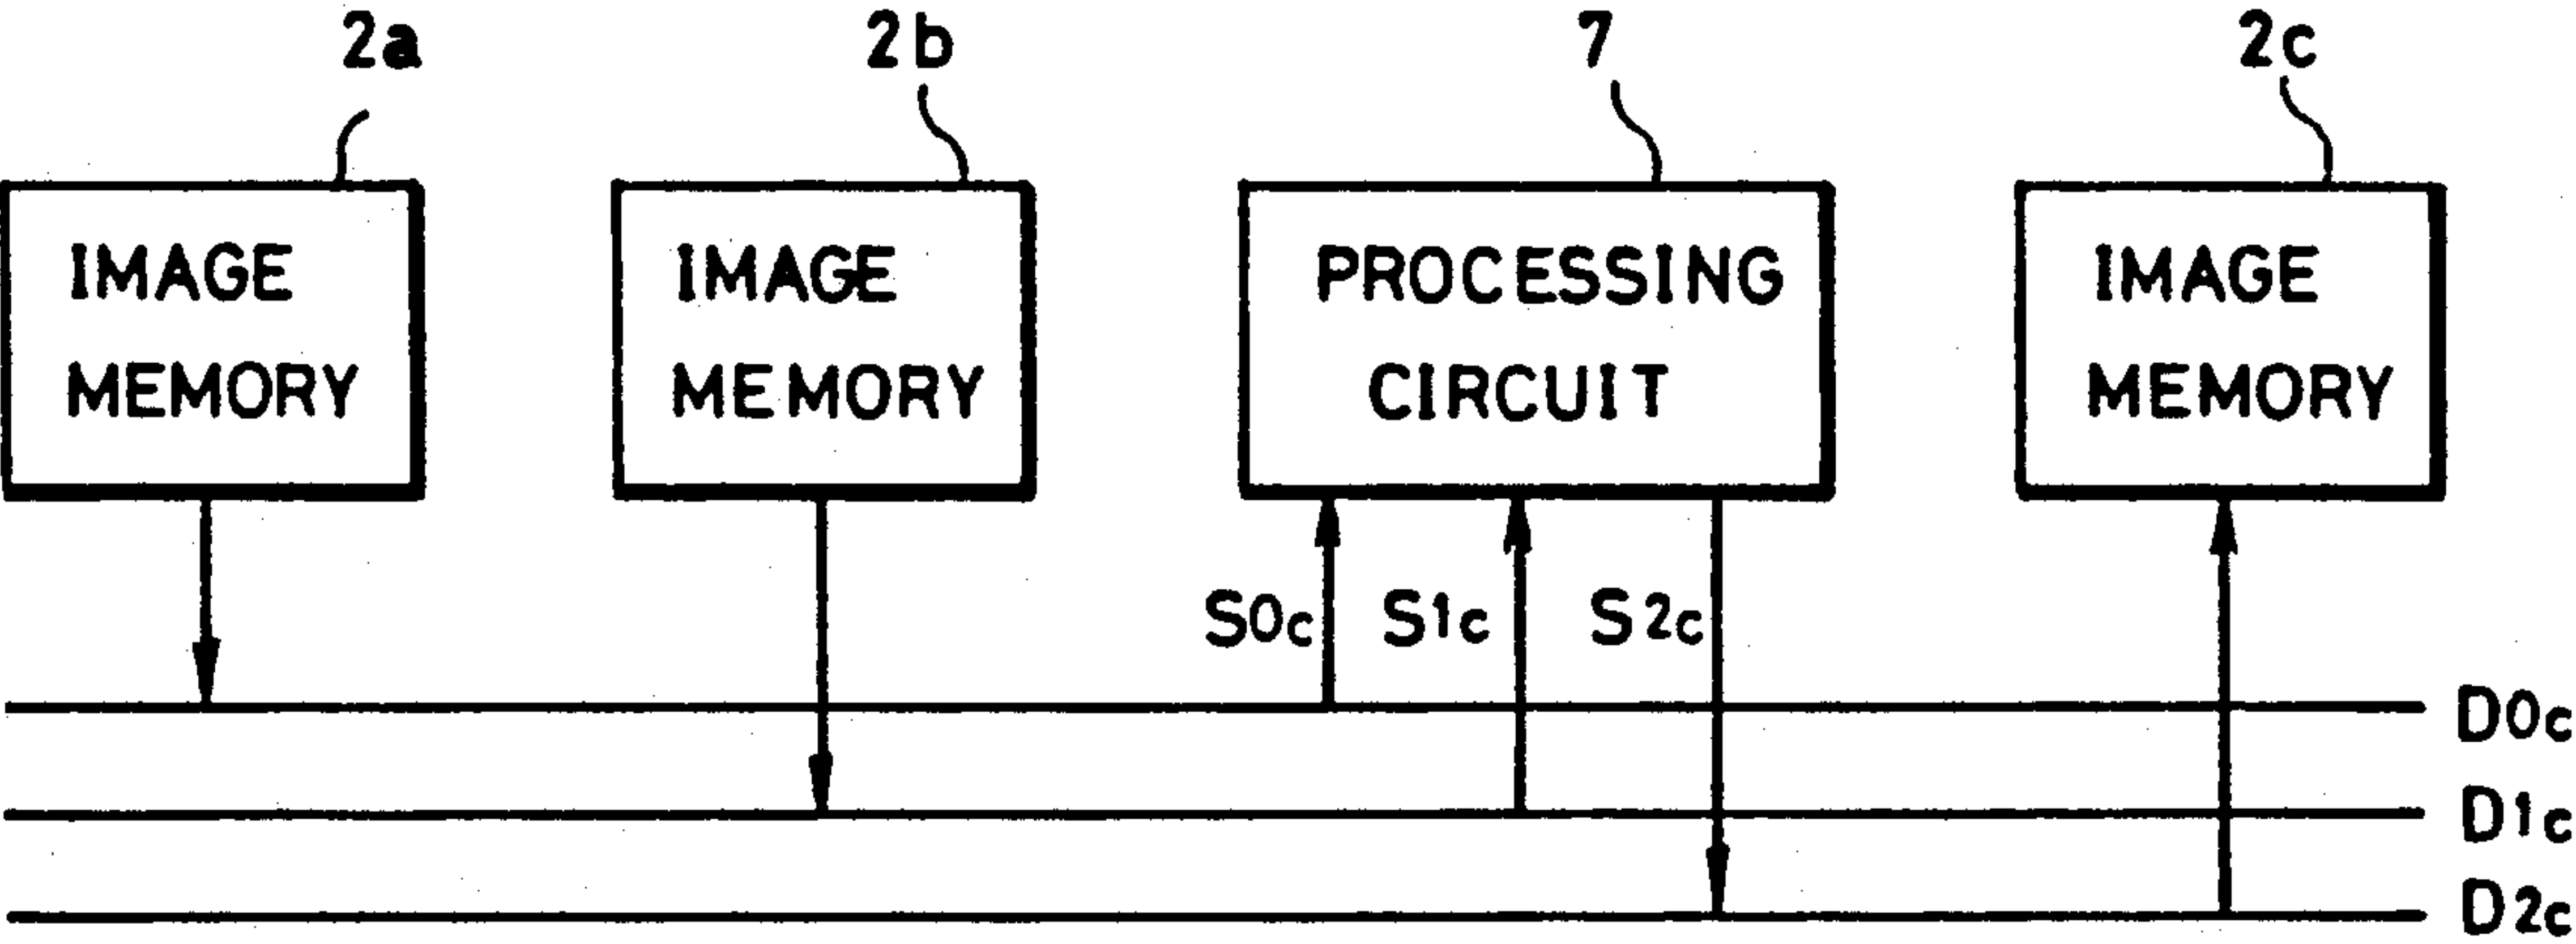 2a
2b
7
2c
IMAGE
MEMORY
IMAGE
MEMORY
PROCESSING
CIRCUIT
IMAGE
MEMORY
S0c
S1c
S2c
D0c
D1c
D2c